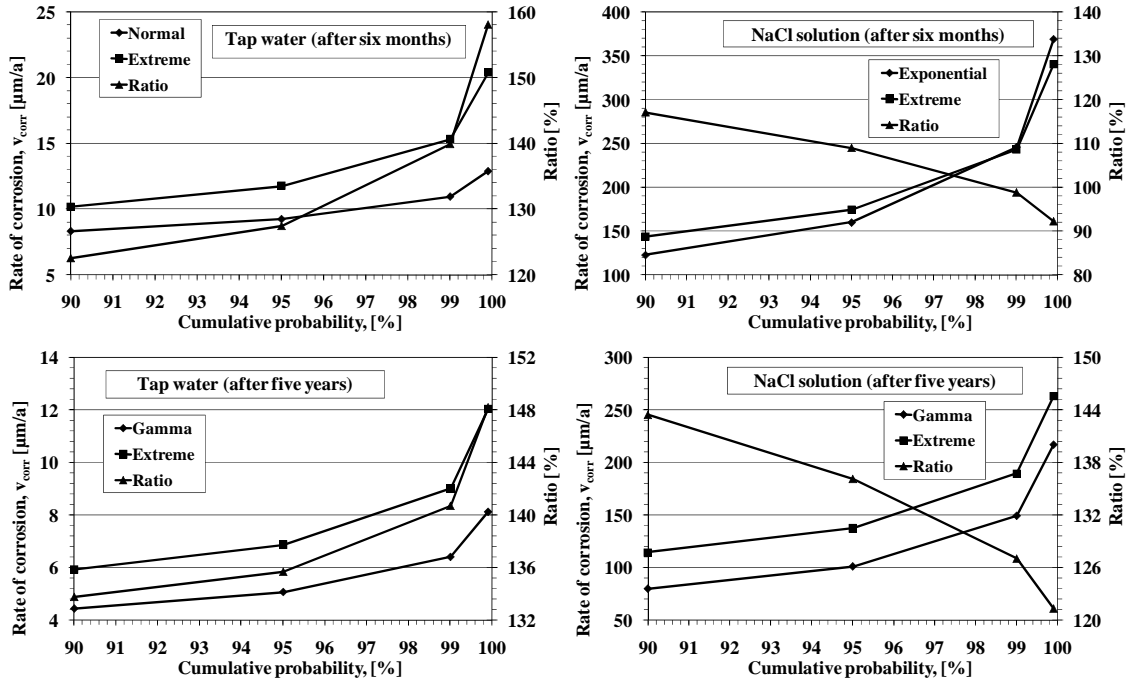 Tap water (after six months)
Normal
Extreme
Ratio
Rate of corrosion, vcorr [µm/a]
25
20
15
10
5
160
150
140
130
120
Ratio [%]
90 91 92 93 94 95 96 97 98 99 100
Cumulative probability, [%]
NaCl solution (after six months)
Exponential
Extreme
Ratio
Rate of corrosion, vcorr [µm/a]
400
350
300
250
200
150
100
140
130
120
110
100
90
80
Ratio [%]
90 91 92 93 94 95 96 97 98 99 100
Cumulative probability, [%]
Tap water (after five years)
Gamma
Extreme
Ratio
Rate of corrosion, vcorr [µm/a]
14
12
10
8
6
4
152
148
144
140
136
132
Ratio [%]
90 91 92 93 94 95 96 97 98 99 100
Cumulative probability, [%]
NaCl solution (after five years)
Gamma
Extreme
Ratio
Rate of corrosion, vcorr [µm/a]
300
250
200
150
100
50
150
144
138
132
126
120
Ratio [%]
90 91 92 93 94 95 96 97 98 99 100
Cumulative probability, [%]